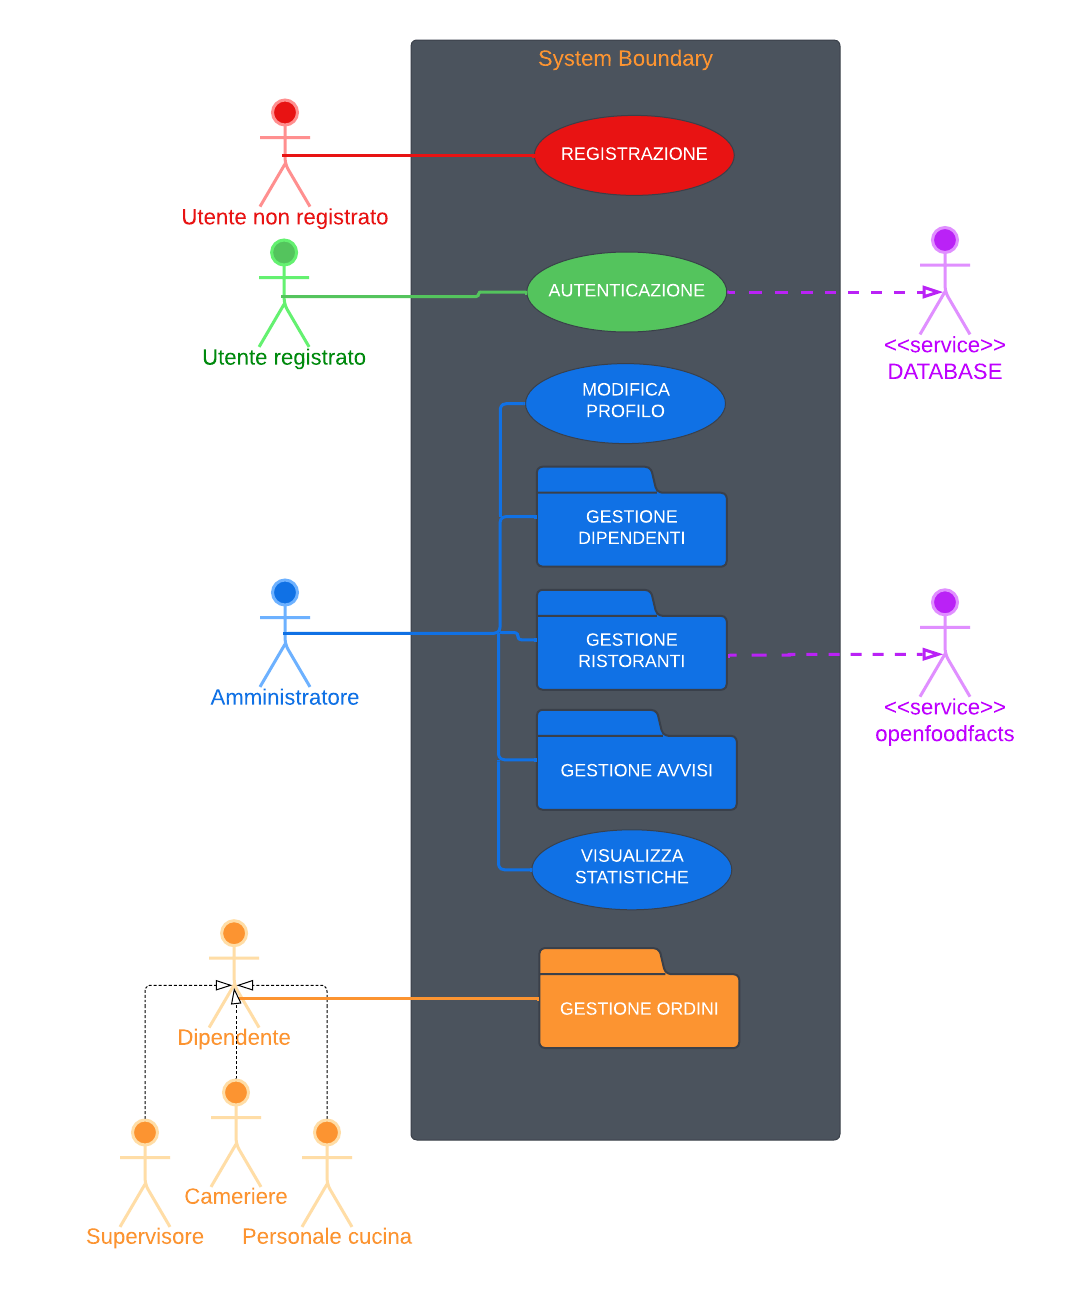 System Boundary
REGISTRAZIONE
Utente non registrato
AUTENTICAZIONE
Utente registrato
<<service>>
DATABASE
MODIFICA
PROFILO
GESTIONE
DIPENDENTI
GESTIONE
RISTORANTI
Amministratore
<<service>>
openfoodfacts
GESTIONE AVVISI
VISUALIZZA
STATISTICHE
GESTIONE ORDINI
Dipendente
Cameriere
Supervisore
Personale cucina